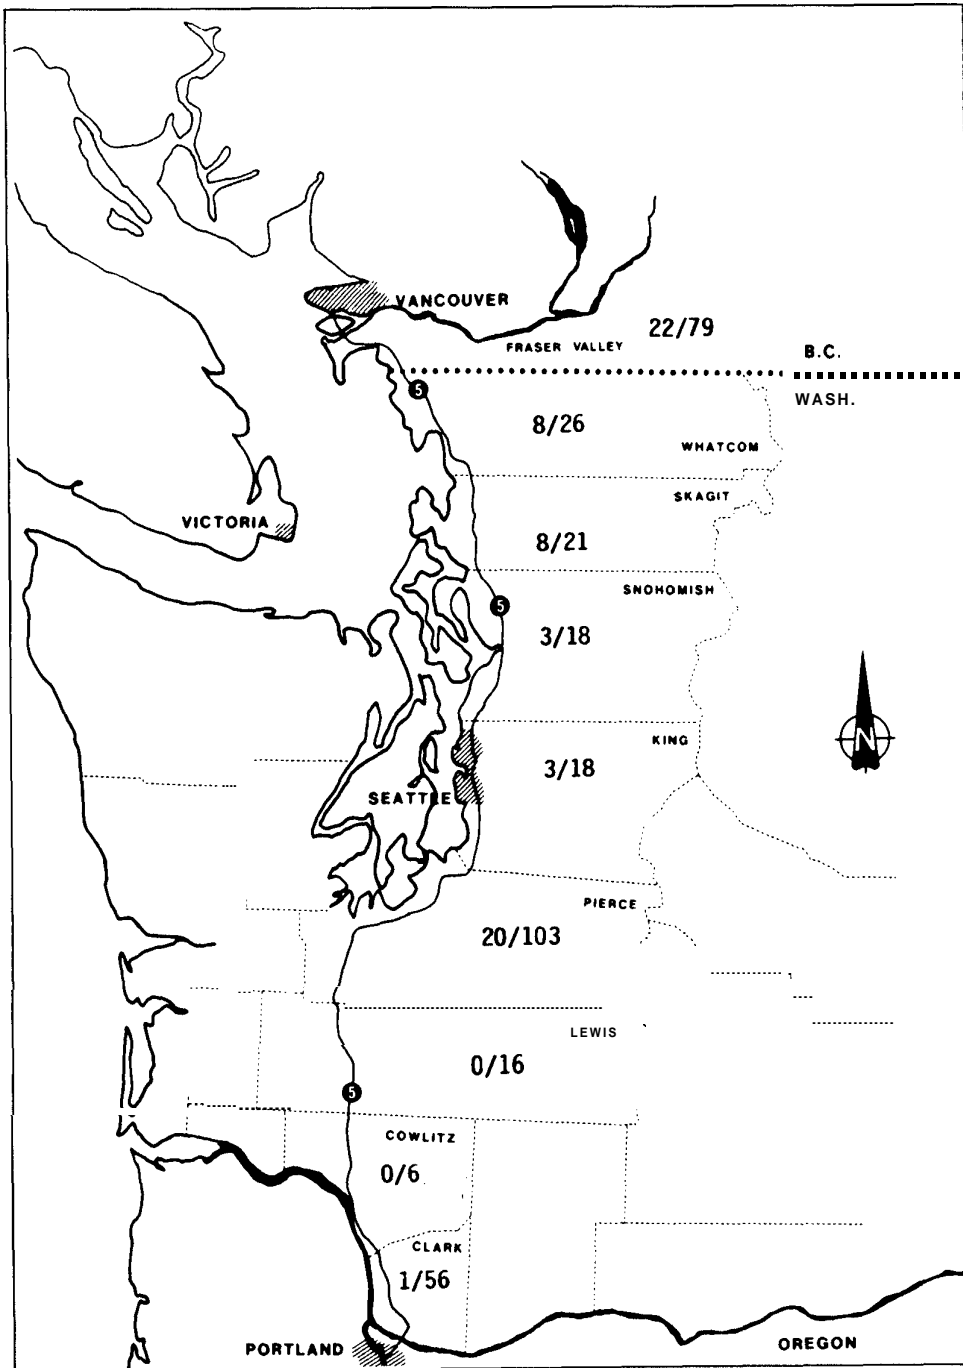 VANCOUVER
22/79
FRASER VALLEY
B.C.
5
WASH.
8/26
WHATCOM
SKAGIT
VICTORIA
8/21
SNOHOMISH
5
3/18
N
KING
3/18
SEATTLE
PIERCE
20/103
LEWIS
0/16
5
COWLITZ
0/6
CLARK
1/56
PORTLAND
OREGON